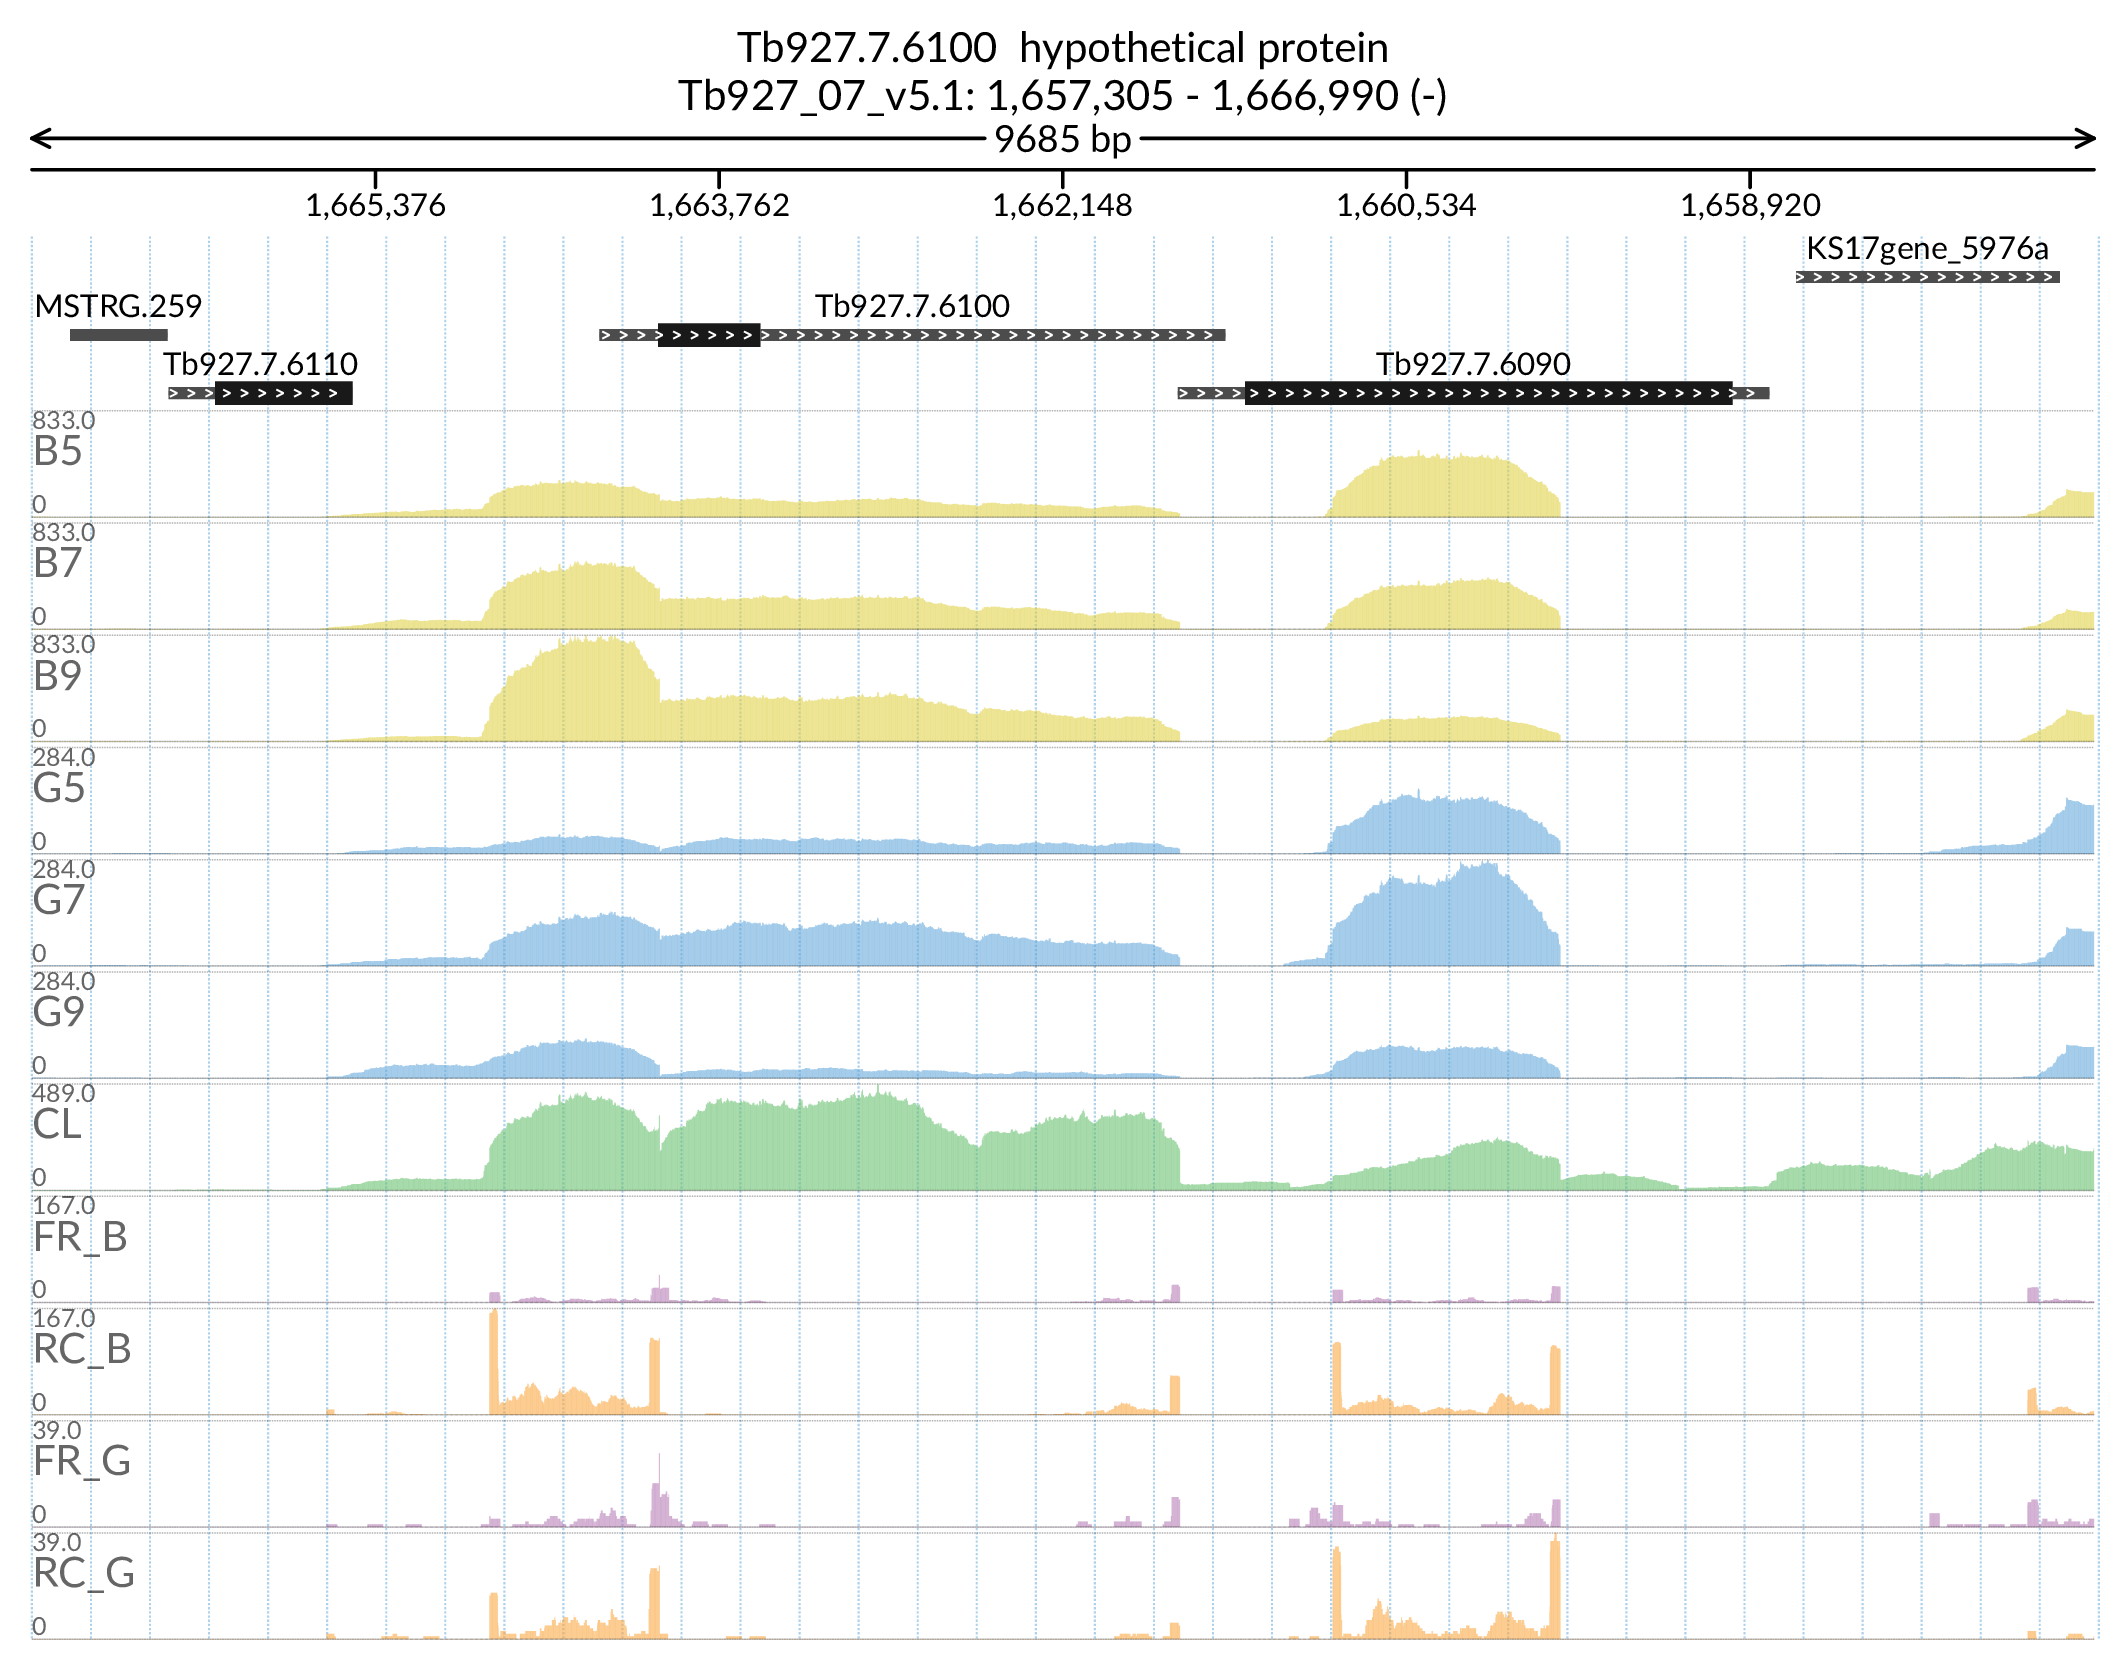 Tb927.7.6100  hypothetical protein
Tb927_07_v5.1: 1,657,305 - 1,666,990 (-)
9685 bp
1,665,376 1,663,762 1,662,148 1,660,534 1,658,920
KS17gene_5976a
MSTRG.259 Tb927.7.6100
Tb927.7.6110 Tb927.7.6090
833.0
B5
0
833.0
B7
0
833.0
B9
0
284.0
G5
0
284.0
G7
0
284.0
G9
0
489.0
CL
0
167.0
FR_B
0
167.0
RC_B
0
39.0
FR_G
0
39.0
RC_G
0